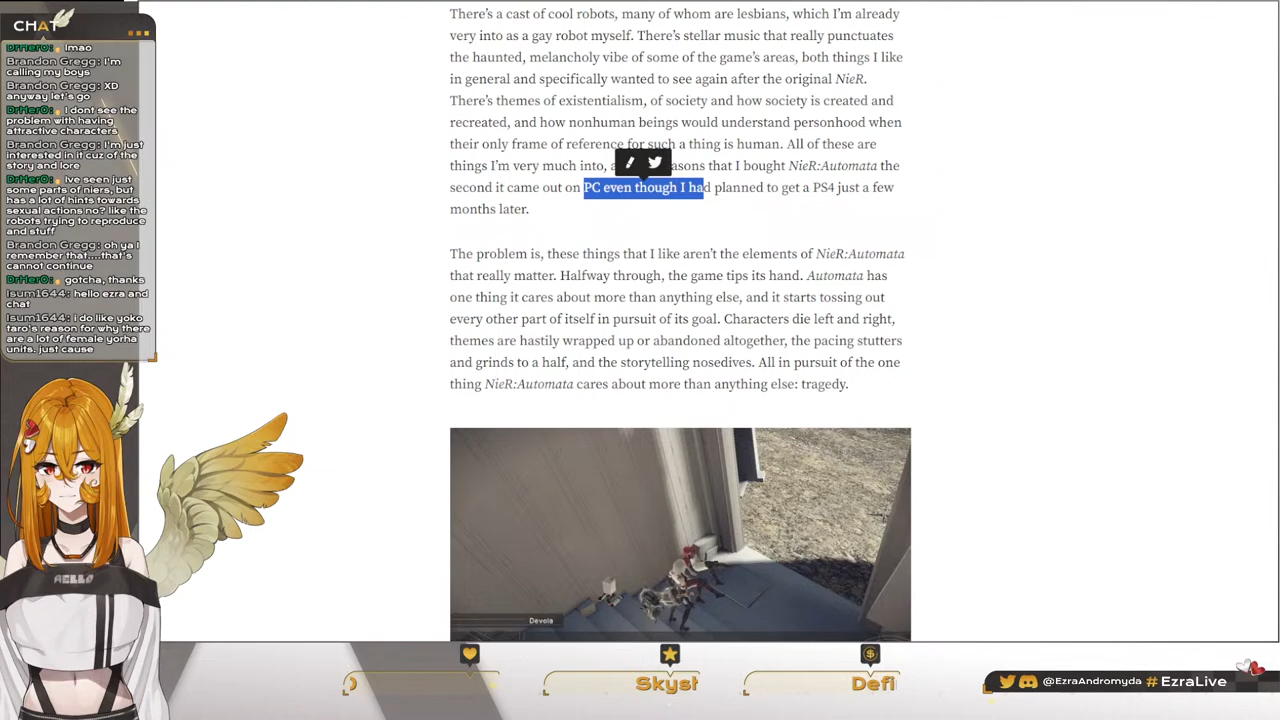 CHAT
DrHer0: lmao
Brandon Gregg: I'm
calling my boys
Brandon Gregg: XD
anyway let's go
DrHer0: I dont see the
problem with having
attractive characters
Brandon Gregg: I'm just
interested in it cuz of the
story and lore
DrHer0: Ive seen just
some parts of niers, but
has a lot of hints towards
sexual actions no? like the
robots trying to reproduce
and stuff
Brandon Gregg: oh ya I
remember that....that's
cannot continue
DrHer0: gotcha, thanks
Isum1644: hello ezra and
chat
Isum1644: i do like yoko
taro's reason for why there
are a lot of female yorha
units. just cause
There's a cast of cool robots, many of whom are lesbians, which I'm already
very into as a gay robot myself. There's stellar music that really punctuates
the haunted, melancholy vibe of some of the game's areas, both things I like
in general and specifically wanted to see again after the original NieR.
There's themes of existentialism, of society and how society is created and
recreated, and how nonhuman beings would understand personhood when
their only frame of reference for such a thing is human. All of these are
things I'm very much into, a easons that I bought NieR:Automata the
second it came out on PC even though I had planned to get a PS4 just a few
months later.
The problem is, these things that I like aren't the elements of NieR:Automata
that really matter. Halfway through, the game tips its hand. Automata has
one thing it cares about more than anything else, and it starts tossing out
every other part of itself in pursuit of its goal. Characters die left and right,
themes are hastily wrapped up or abandoned altogether, the pacing stutters
and grinds to a half, and the storytelling nosedives. All in pursuit of the one
thing NieR:Automata cares about more than anything else: tragedy.
Devola
HELLO
Skyst
Defi
@EzraAndromyda # EzraLive